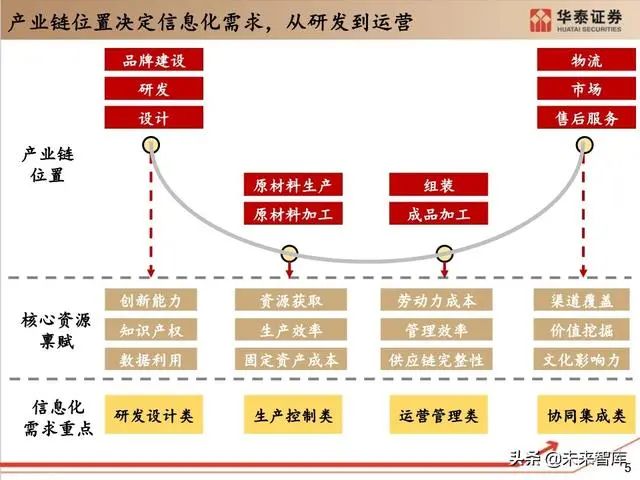 产业链位置决定信息化需求，从研发到运营
华泰证券
HUATAI SECURITIES
品牌建设
研发
设计
物流
市场
售后服务
产业链
位置
原材料生产
原材料加工
组装
成品加工
核心资源
禀赋
创新能力
资源获取
劳动力成本
渠道覆盖
知识产权
生产效率
管理效率
价值挖掘
数据利用
固定资产成本
供应链完整性
文化影响力
信息化
需求重点
研发设计类
生产控制类
运营管理类
协同集成类
头条 @未来智库
5